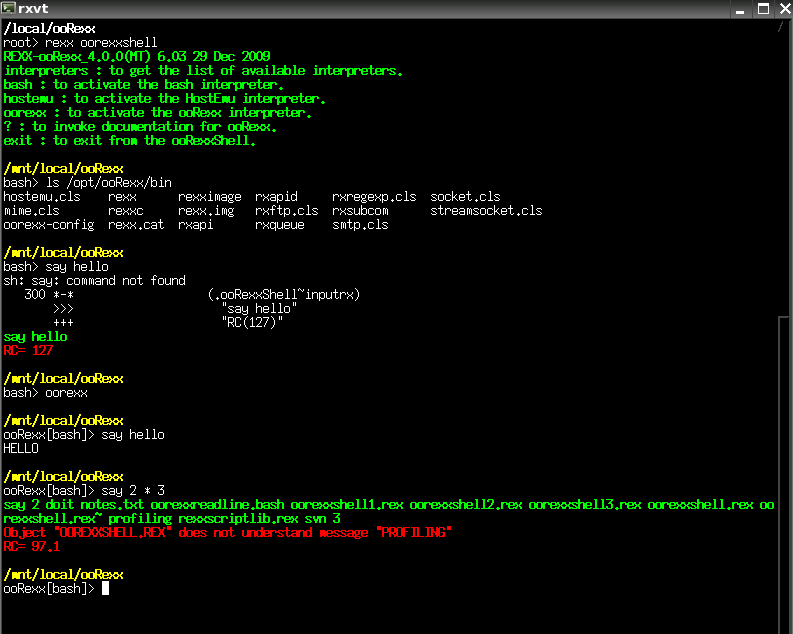 rxvt
/local/ooRexx
root> rexx oorexxshell
REXX-ooRexx_4.0.0(MT) 6.03 29 Dec 2009
interpreters : to get the list of available interpreters.
bash : to activate the bash interpreter.
hostemu : to activate the HostEmu interpreter.
oorexx : to activate the ooRexx interpreter.
? : to invoke documentation for ooRexx.
exit : to exit from the ooRexxShell.
/mnt/local/ooRexx
bash> ls /opt/ooRexx/bin
hostemu.cls rexx rexximage rxapid rxregexp.cls socket.cls
mime.cls rexxc rexx.img rxftp.cls rxsubcom streamsocket.cls
oorexx-config rexx.cat rxapi rxqueue smtp.cls
/mnt/local/ooRexx
bash> say hello
sh: say: command not found
300 *-* (.ooRexxShell~inputrx)
>>> "say hello"
+++ "RC(127)"
say hello
RC= 127
/mnt/local/ooRexx
bash> oorexx
/mnt/local/ooRexx
ooRexx[bash]> say hello
HELLO
/mnt/local/ooRexx
ooRexx[bash]> say 2 * 3
say 2 doit notes.txt oorexxreadline.bash oorexxshell1.rex oorexxshell2.rex oorexxshell3.rex oorexxshell.rex oo
rexxshell.rex~ profiling rexxscriptlib.rex svn 3
Object "OOREXXSHELL.REX" does not understand message "PROFILING"
RC= 97.1
/mnt/local/ooRexx
ooRexx[bash]>